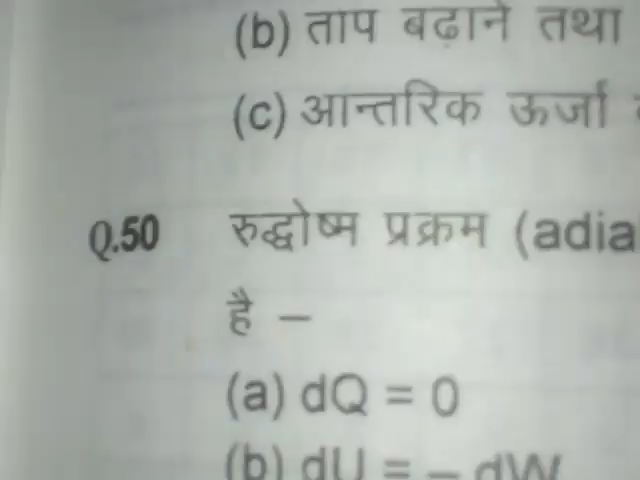 (b) ताप बढ़ाने तथा
(c) आन्तरिक ऊर्जा
Q.50 रुद्धोष्म प्रक्रम (adia
है –
(a) dQ = 0
(b) dU = – dW